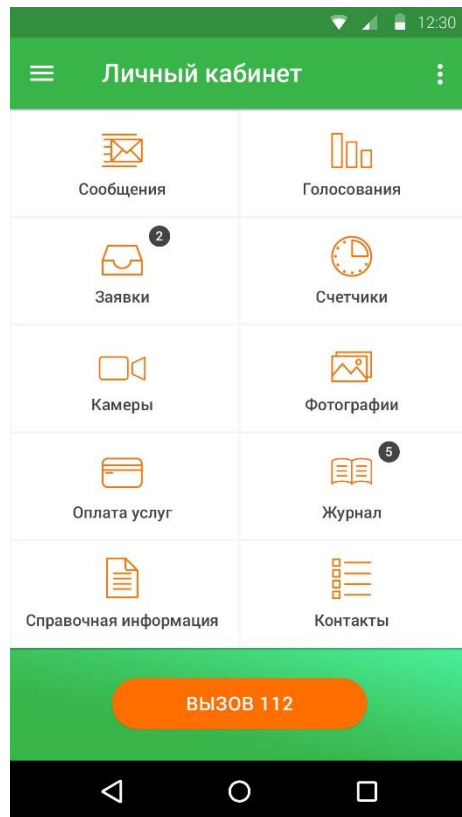 12:30
Личный кабинет
Сообщения
Голосования
2
Заявки
Счетчики
Камеры
Фотографии
5
Оплата услуг
Журнал
Справочная информация
Контакты
ВЫЗОВ 112